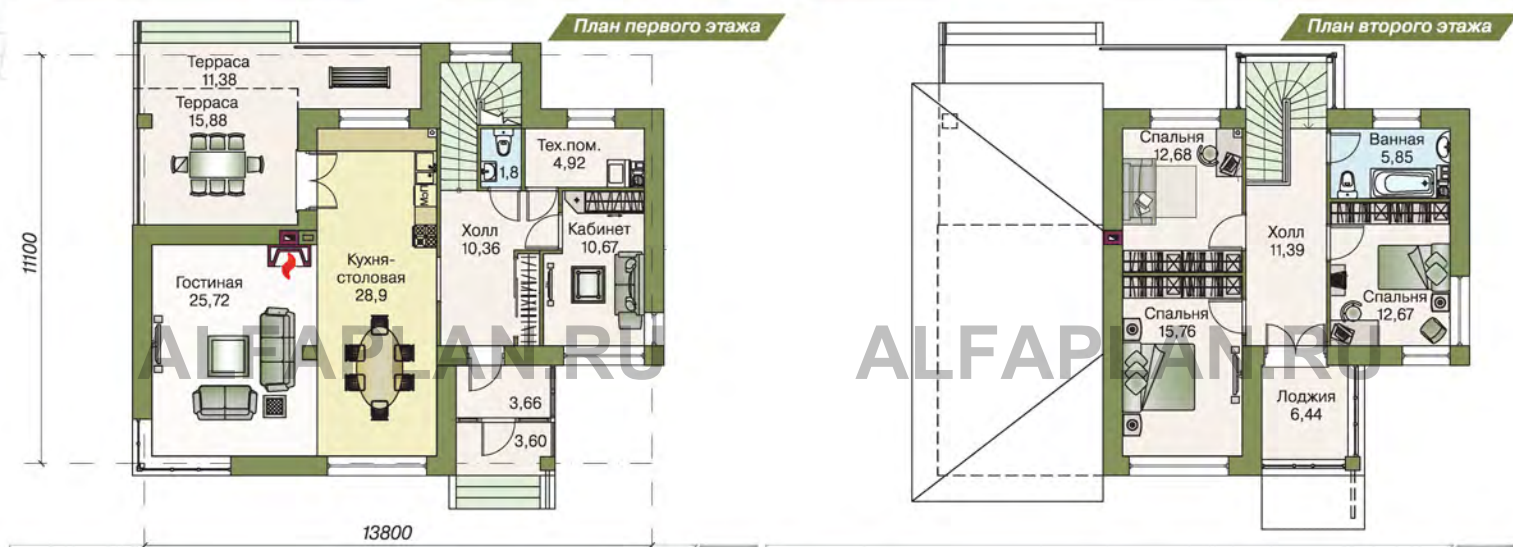 План первого этажа
План второго этажа
Терраса
11,38
Терраса
15,88
1,8
Тех.пом.
4,92
МоП
Холл
10,36
Кабинет
10,67
Гостиная
25,72
Кухня-
столовая
28,9
3,66
3,60
11100
13800
Спальня
12,68
Ванная
5,85
Холл
11,39
Спальня
12,67
Спальня
15,76
Лоджия
6,44
ALFAPLAN.RU
ALFAPLAN.RU